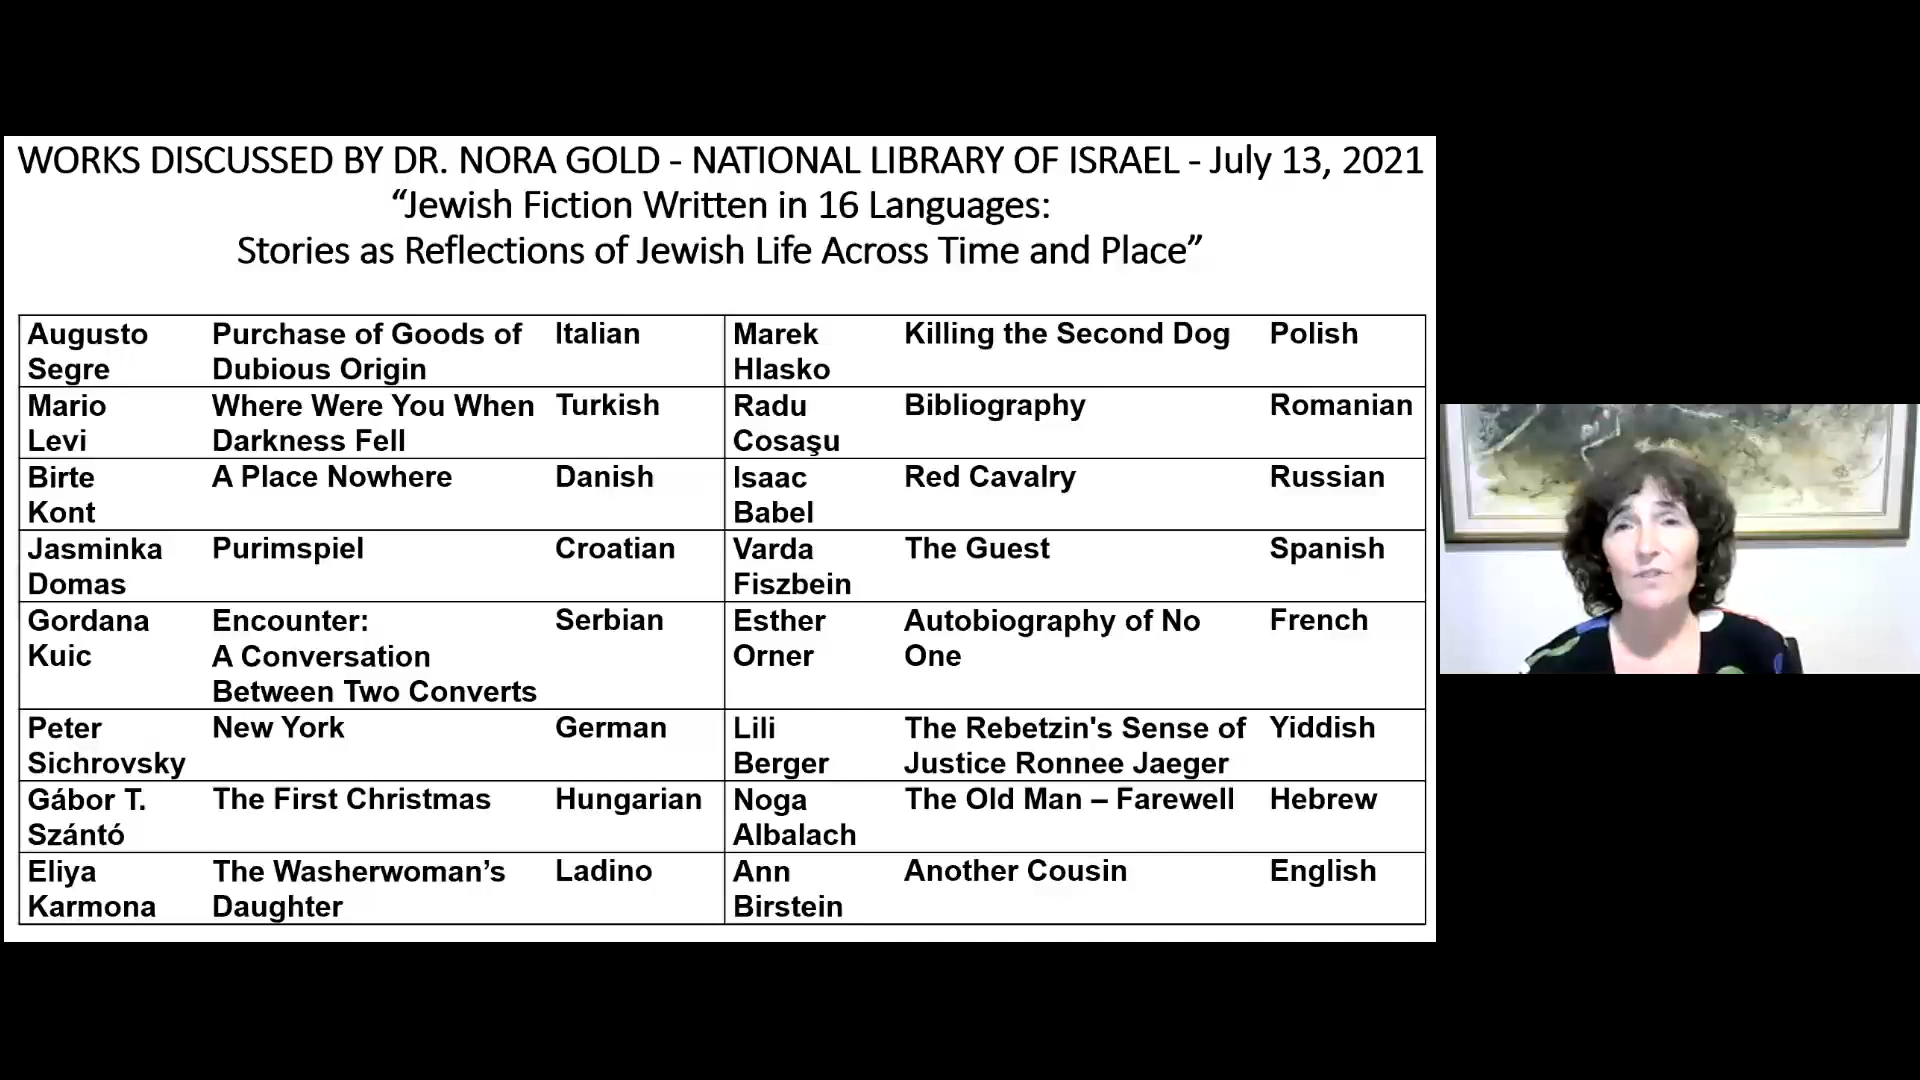 WORKS DISCUSSED BY DR. NORA GOLD - NATIONAL LIBRARY OF ISRAEL - July 13, 2021
“Jewish Fiction Written in 16 Languages:
Stories as Reflections of Jewish Life Across Time and Place”
Augusto Purchase of Goods of Italian
Segre Dubious Origin
Mario Where Were You When Turkish
Levi Darkness Fell
Birte A Place Nowhere Danish
Kont
Jasminka Purimspiel Croatian
Domas
Gordana Encounter: Serbian
Kuic A Conversation
Between Two Converts
Peter New York German
Sichrovsky
Gábor T. The First Christmas Hungarian
Szántó
Eliya The Washerwoman’s Ladino
Karmona Daughter
Marek Killing the Second Dog Polish
Hlasko
Radu Bibliography Romanian
Cosaşu
Isaac Red Cavalry Russian
Babel
Varda The Guest Spanish
Fiszbein
Esther Autobiography of No French
Orner One
Lili The Rebetzin's Sense of Yiddish
Berger Justice Ronnee Jaeger
Noga The Old Man – Farewell Hebrew
Albalach
Ann Another Cousin English
Birstein